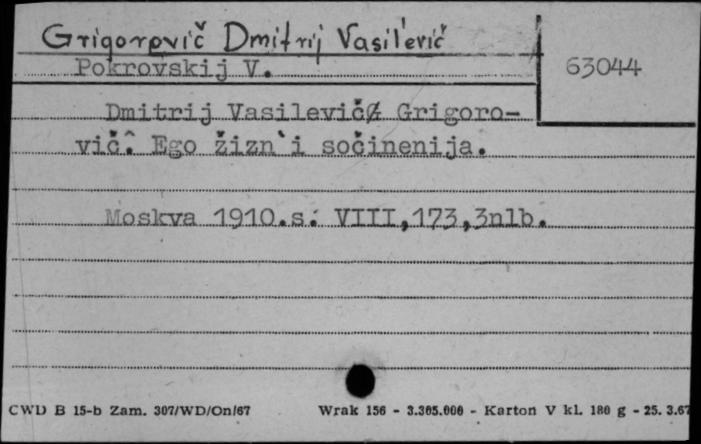 Grigorovič Dmitrij Vasil'evič
Pokrovskij V.
63044
Dmitrij Vasilevič Grigoro-
vič. Ego žizn`i sočinenija.
Moskva 1910.s. VIII,173,3nlb.
CWD B 15-b Zam. 307/WD/On/67
Wrak 156 - 3.305.000 - Karton V kl. 180 g - 25. 3.67